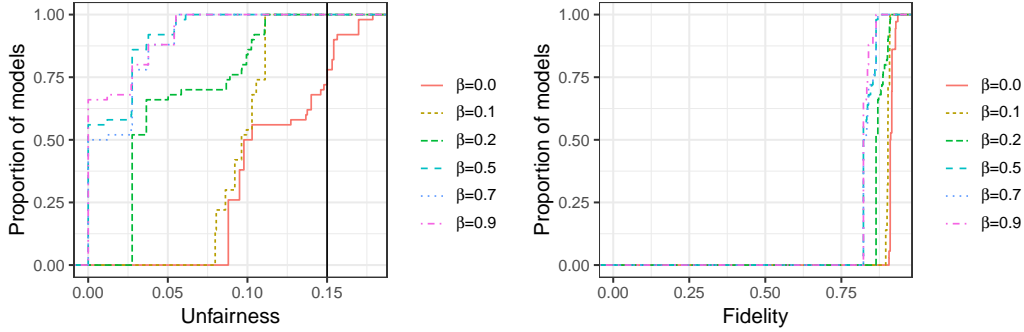 Proportion of models
1.00
0.75
0.50
0.25
0.00
0.00
0.05
0.10
0.15
Unfairness
β=0.0
β=0.1
β=0.2
β=0.5
β=0.7
β=0.9
Proportion of models
1.00
0.75
0.50
0.25
0.00
0.00
0.25
0.50
0.75
Fidelity
β=0.0
β=0.1
β=0.2
β=0.5
β=0.7
β=0.9